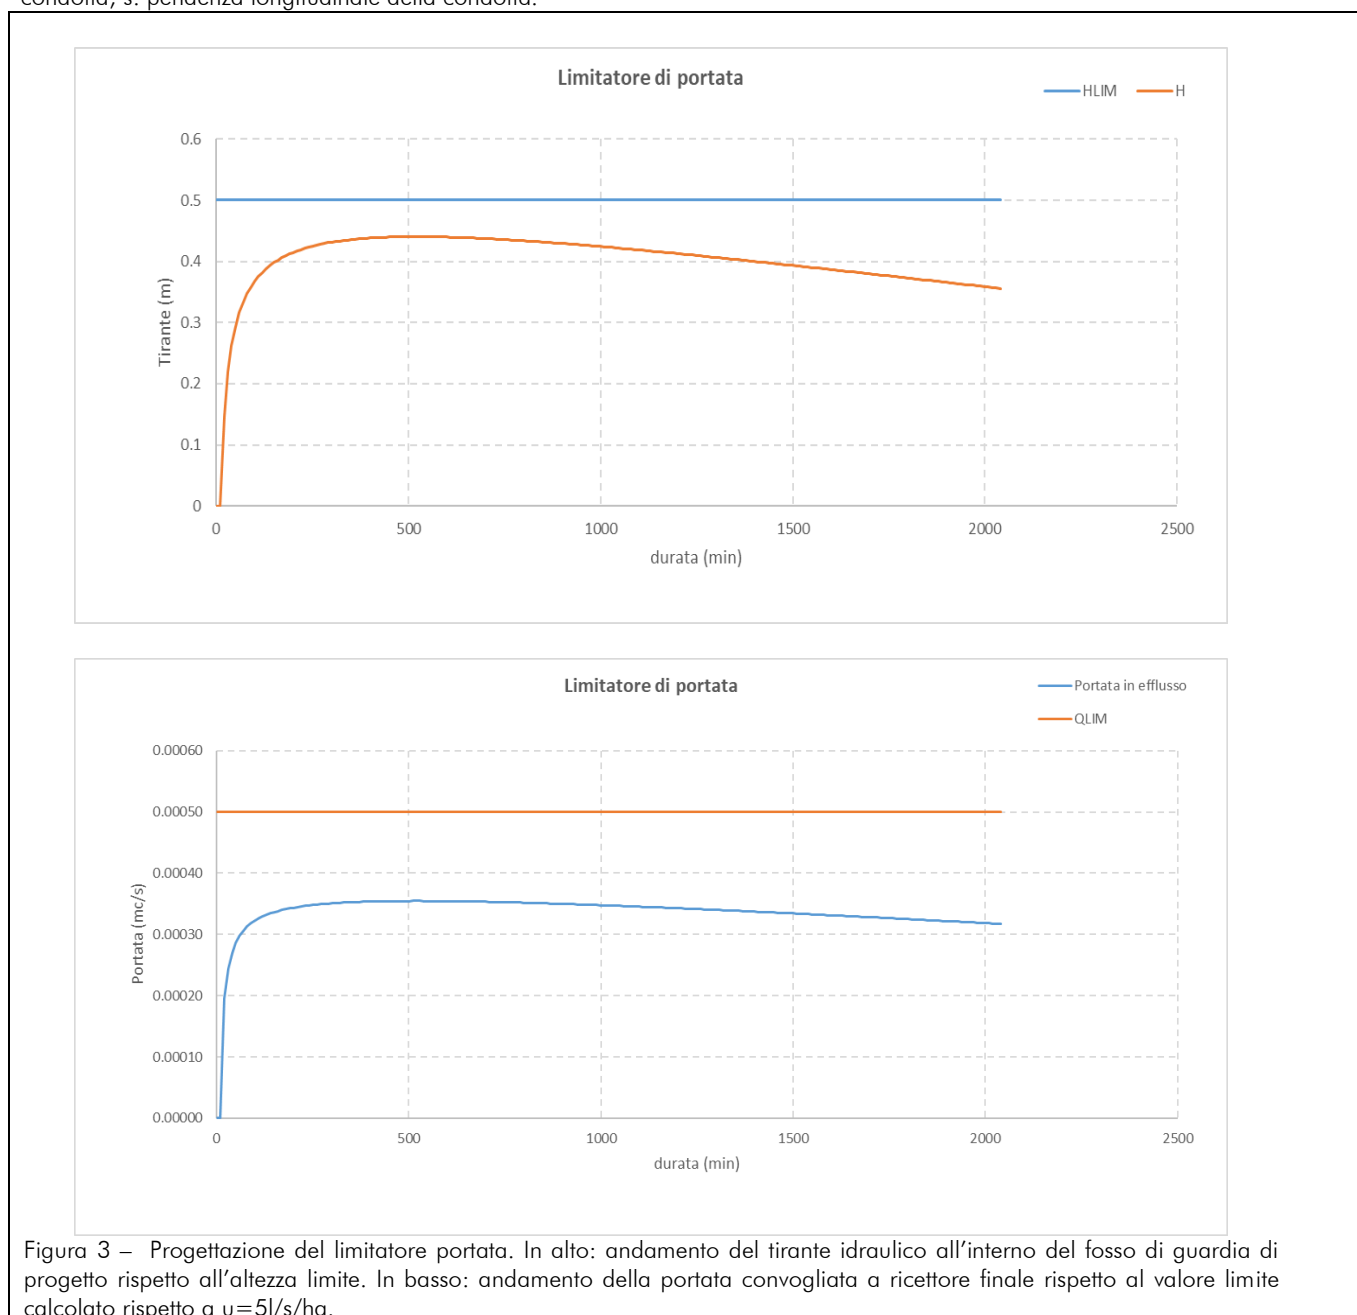 condotta; s: pendenza longitudinale della condotta.
Limitatore di portata
HLIM H
0.6
0.5
0.4
0.3
0.2
0.1
0
Tirante (m)
0 500 1000 1500 2000 2500
durata (min)
Limitatore di portata
Portata in efflusso
QLIM
0.00060
0.00050
0.00040
0.00030
0.00020
0.00010
0.00000
Portata (mc/s)
0 500 1000 1500 2000 2500
durata (min)
Figura 3 – Progettazione del limitatore portata. In alto: andamento del tirante idraulico all'interno del fosso di guardia di
progetto rispetto all'altezza limite. In basso: andamento della portata convogliata a ricettore finale rispetto al valore limite
calcolato rispetto a u=5l/s/ha.